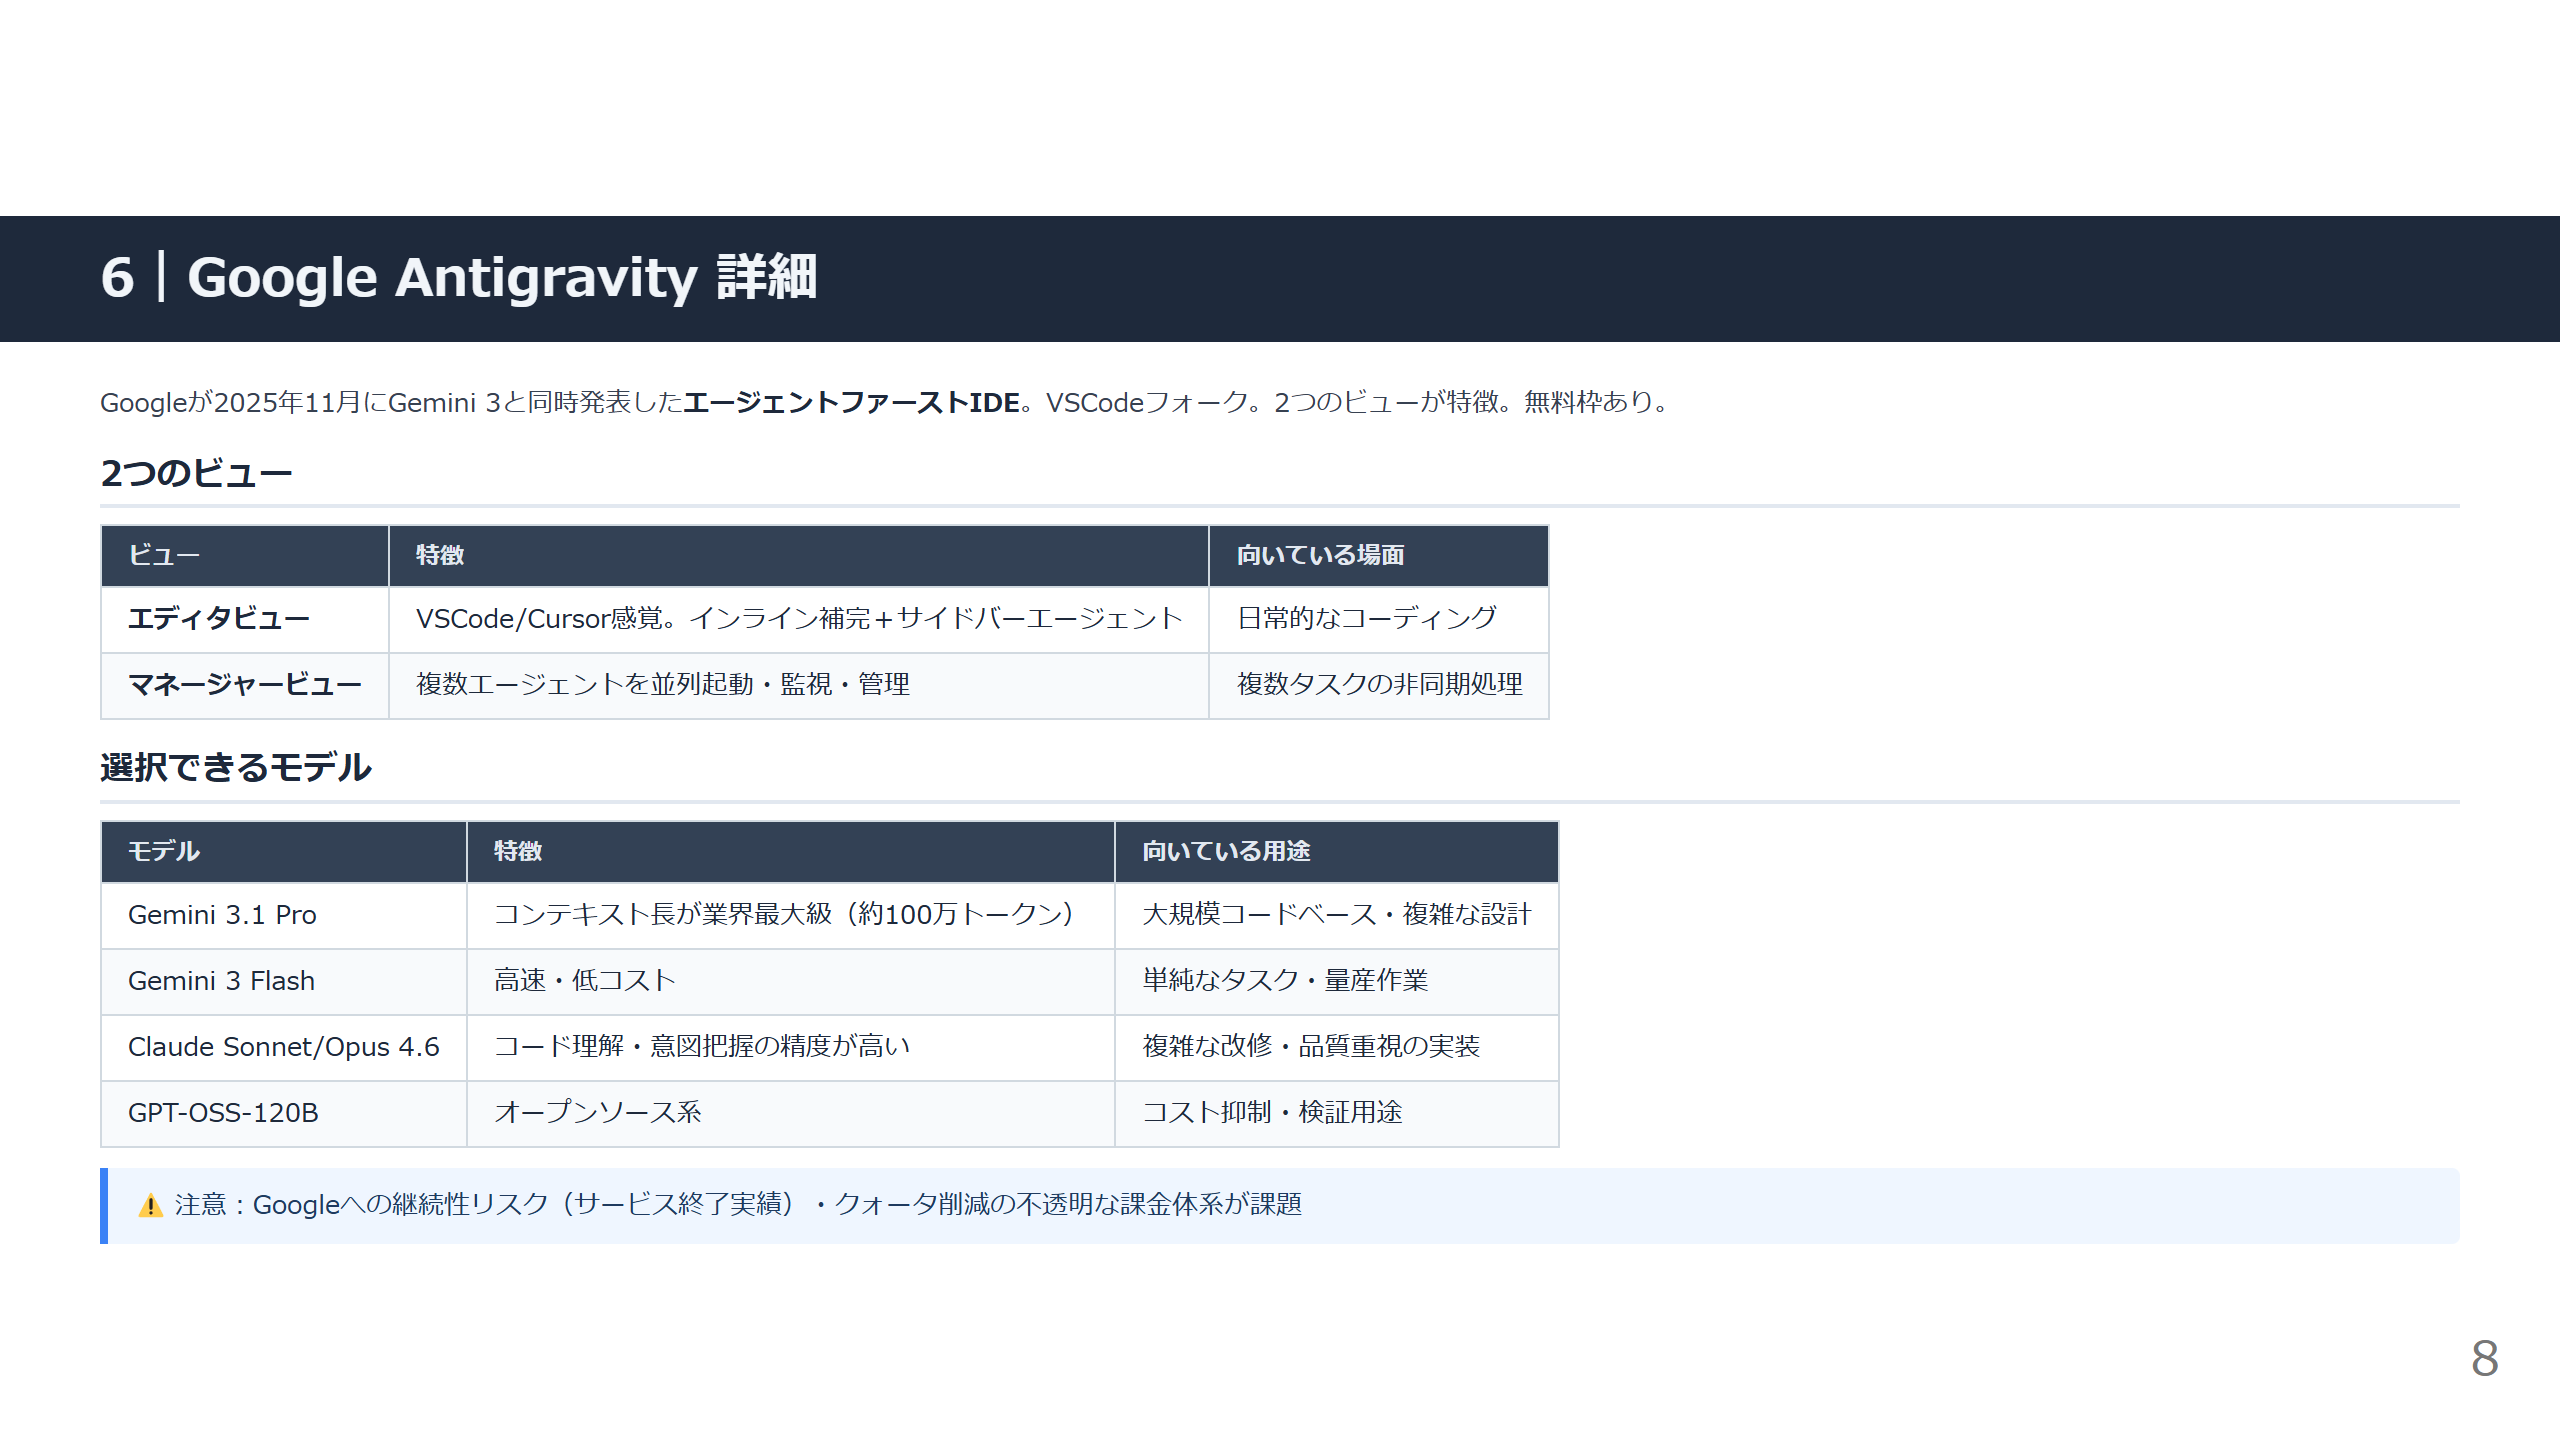 6｜Google Antigravity 詳細
Googleが2025年11月にGemini 3と同時発表したエージェントファーストIDE。VSCodeフォーク。2つのビューが特徴。無料枠あり。
2つのビュー
ビュー 特徴 向いている場面
エディタビュー VSCode/Cursor感覚。インライン補完＋サイドバーエージェント 日常的なコーディング
マネージャービュー 複数エージェントを並列起動・監視・管理 複数タスクの非同期処理
選択できるモデル
モデル 特徴 向いている用途
Gemini 3.1 Pro コンテキスト長が業界最大級（約100万トークン） 大規模コードベース・複雑な設計
Gemini 3 Flash 高速・低コスト 単純なタスク・量産作業
Claude Sonnet/Opus 4.6 コード理解・意図把握の精度が高い 複雑な改修・品質重視の実装
GPT-OSS-120B オープンソース系 コスト抑制・検証用途
⚠️ 注意：Googleへの継続性リスク（サービス終了実績）・クォータ削減の不透明な課金体系が課題
8